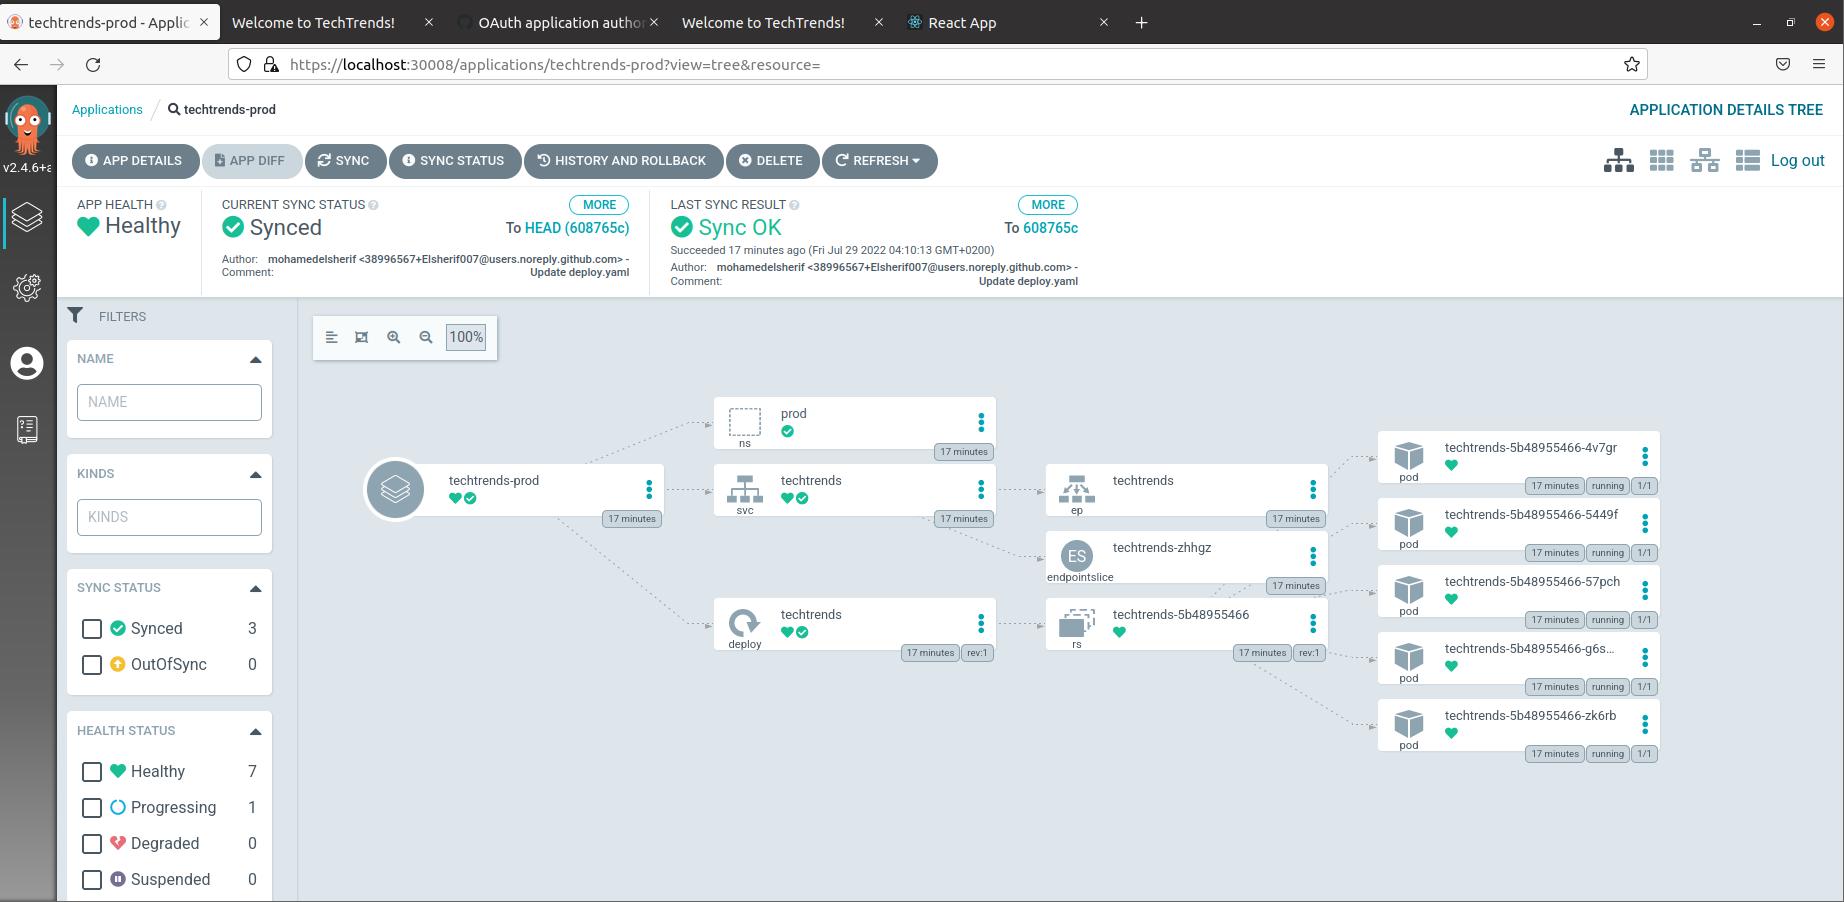 techtrends-prod - Applic
Welcome to TechTrends!
OAuth application author
Welcome to TechTrends!
React App
https://localhost:30008/applications/techtrends-prod?view=tree&resource=
v2.4.6+a
Applications
techtrends-prod
APPLICATION DETAILS TREE
APP DETAILS
APP DIFF
SYNC
SYNC STATUS
HISTORY AND ROLLBACK
DELETE
REFRESH
Log out
APP HEALTH
Healthy
CURRENT SYNC STATUS
MORE
Synced
To HEAD (608765c)
Author: mohamedelsherif <38996567+Elsherif007@users.noreply.github.com> -
Comment: Update deploy.yaml
LAST SYNC RESULT
MORE
Sync OK
To 608765c
Succeeded 17 minutes ago (Fri Jul 29 2022 04:10:13 GMT+0200)
Author: mohamedelsherif <38996567+Elsherif007@users.noreply.github.com> -
Comment: Update deploy.yaml
FILTERS
NAME
NAME
KINDS
KINDS
SYNC STATUS
Synced 3
OutOfSync 0
HEALTH STATUS
Healthy 7
Progressing 1
Degraded 0
Suspended 0
100%
techtrends-prod
17 minutes
prod
ns
17 minutes
techtrends
svc
17 minutes
techtrends
deploy
17 minutes
rev:1
techtrends
ep
17 minutes
ES
techtrends-zhhgz
endpointslice
17 minutes
techtrends-5b48955466
rs
17 minutes
rev:1
techtrends-5b48955466-4v7gr
pod
17 minutes
running
1/1
techtrends-5b48955466-5449f
pod
17 minutes
running
1/1
techtrends-5b48955466-57pch
pod
17 minutes
running
1/1
techtrends-5b48955466-g6s...
pod
17 minutes
running
1/1
techtrends-5b48955466-zk6rb
pod
17 minutes
running
1/1